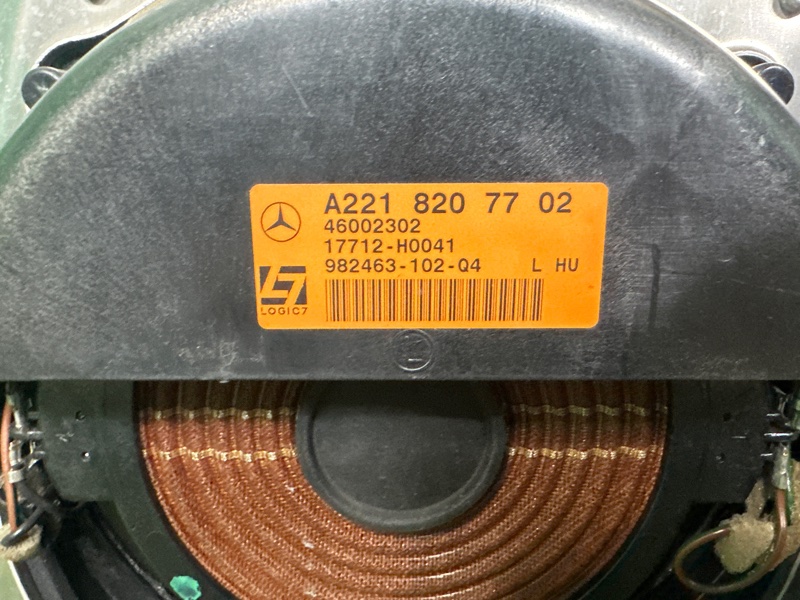 A221 820 77 02
46002302
17712-H0041
982463-102-Q4 L HU
LOGIC7